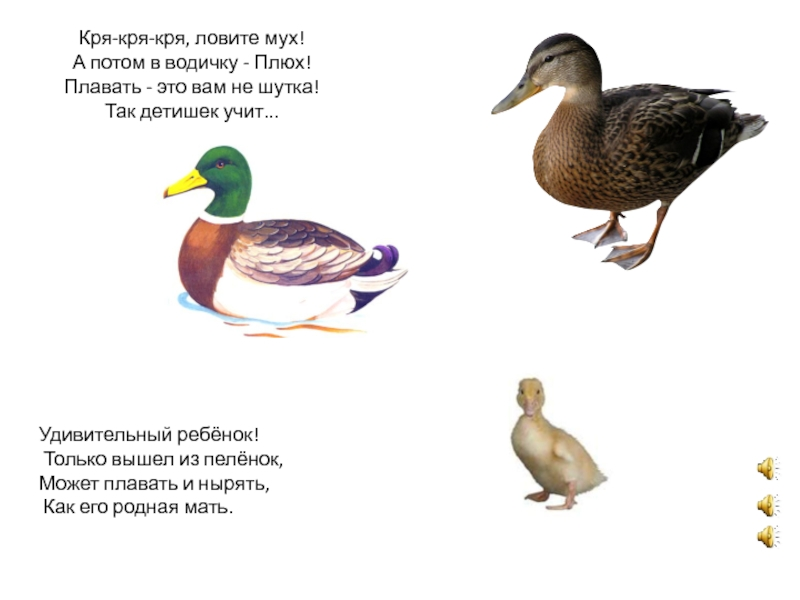 Кря-кря-кря, ловите мух!
А потом в водичку - Плюх!
Плавать - это вам не шутка!
Так детишек учит...
Удивительный ребёнок!
Только вышел из пелёнок,
Может плавать и нырять,
Как его родная мать.